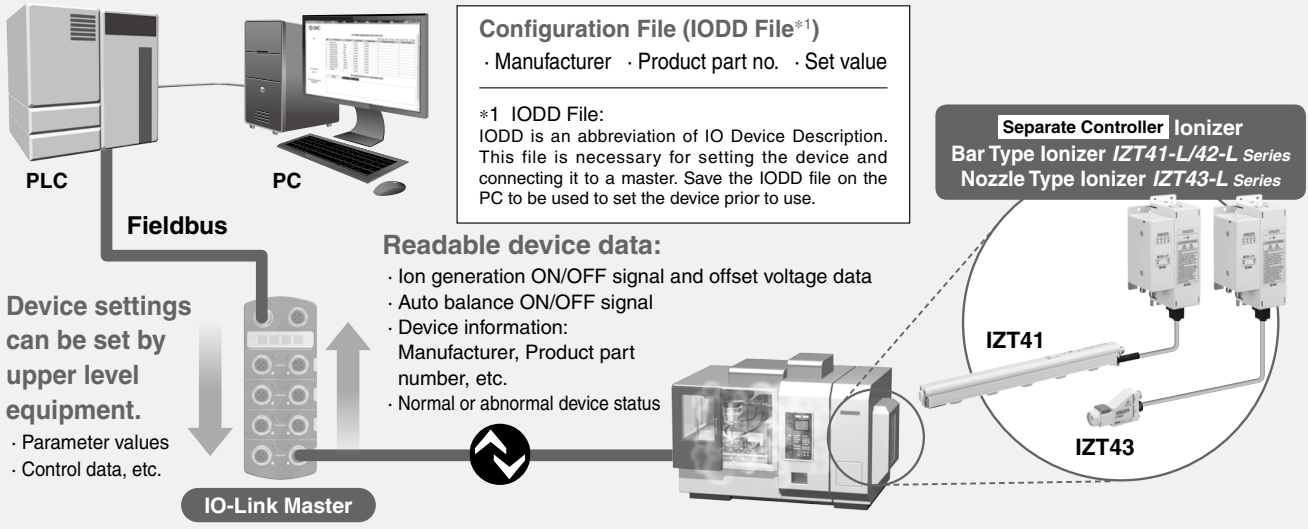 Configuration File (IODD File*1)
· Manufacturer · Product part no. · Set value
*1 IODD File:
IODD is an abbreviation of IO Device Description.
This file is necessary for setting the device and
connecting it to a master. Save the IODD file on the
PC to be used to set the device prior to use.
PLC
PC
Separate Controller Ionizer
Bar Type Ionizer IZT41-L/42-L Series
Nozzle Type Ionizer IZT43-L Series
Fieldbus
Readable device data:
· Ion generation ON/OFF signal and offset voltage data
· Auto balance ON/OFF signal
· Device information:
Manufacturer, Product part
number, etc.
· Normal or abnormal device status
Device settings
can be set by
upper level
equipment.
· Parameter values
· Control data, etc.
IO-Link Master
IZT41
IZT43